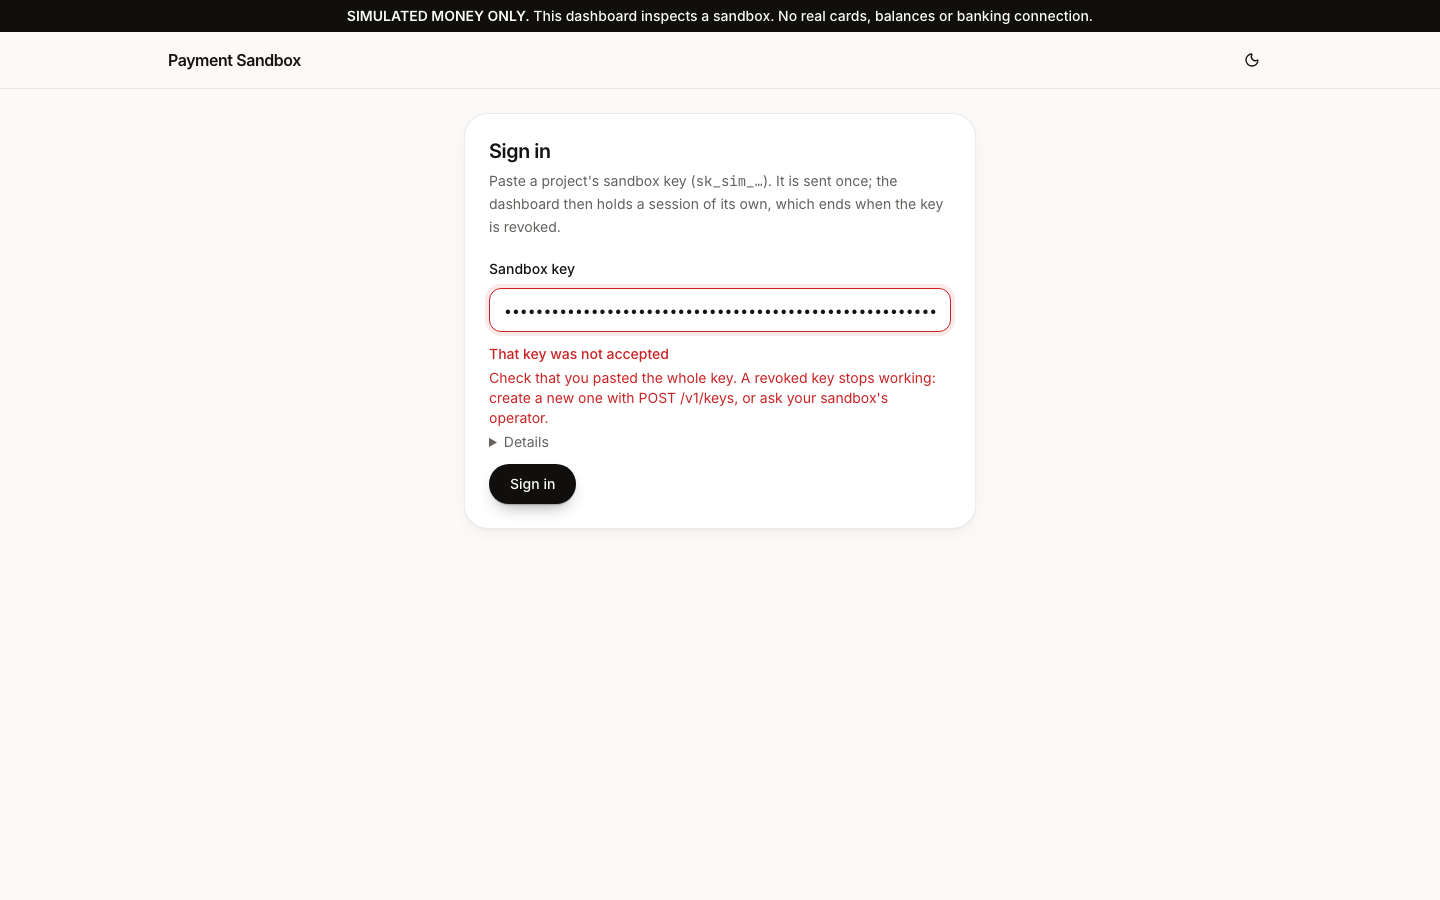 SIMULATED MONEY ONLY. This dashboard inspects a sandbox. No real cards, balances or banking connection.
Payment Sandbox
Sign in
Paste a project's sandbox key (sk_sim_…). It is sent once; the
dashboard then holds a session of its own, which ends when the key
is revoked.
Sandbox key
That key was not accepted
Check that you pasted the whole key. A revoked key stops working:
create a new one with POST /v1/keys, or ask your sandbox's
operator.
Details
Sign in